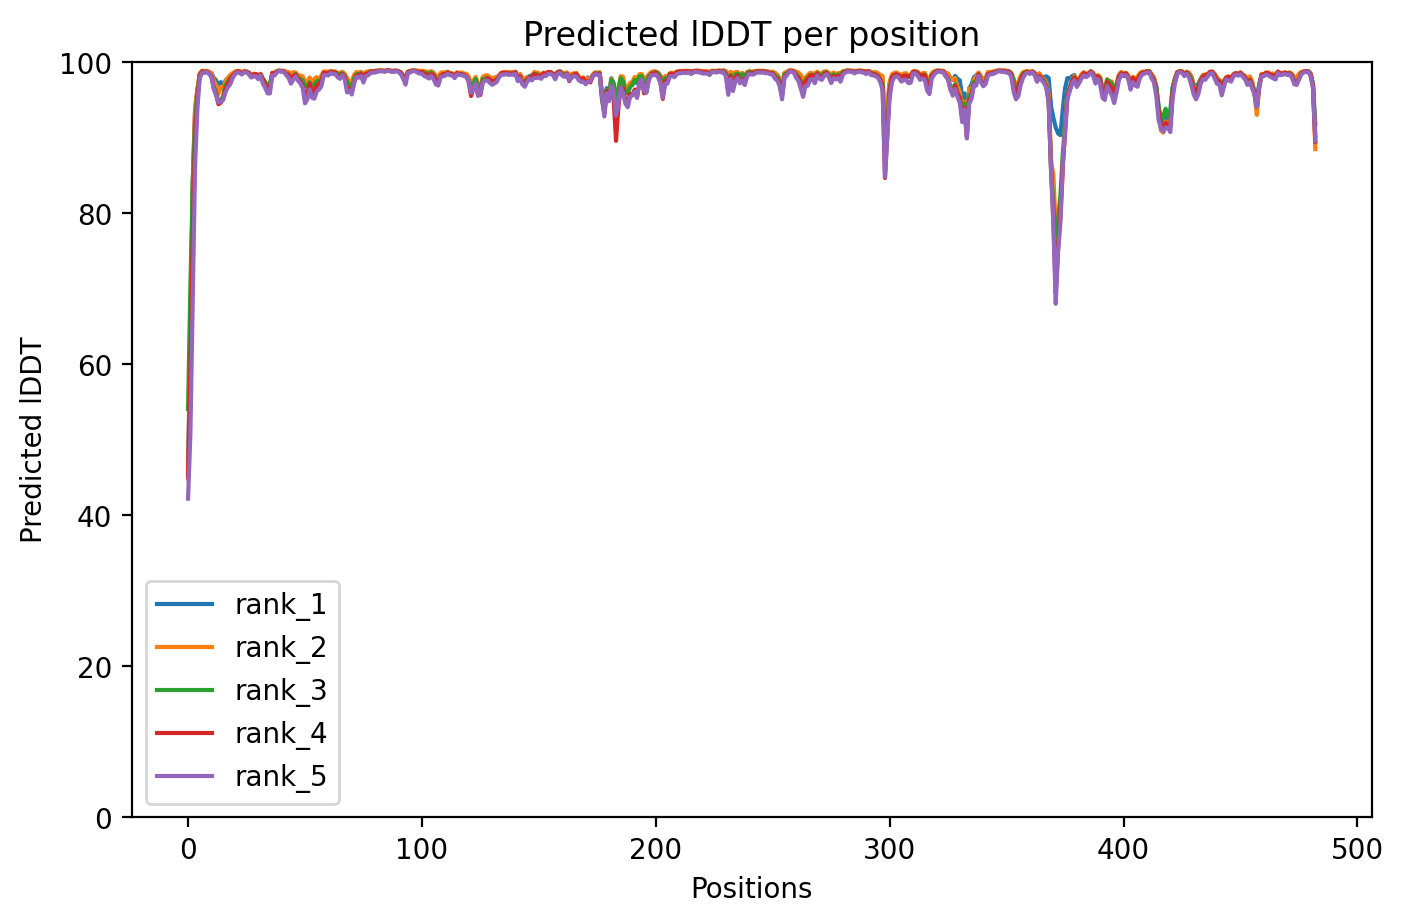 Predicted lDDT per position
100
80
60
40
20
0
Predicted lDDT
rank_1
rank_2
rank_3
rank_4
rank_5
0 100 200 300 400 500
Positions